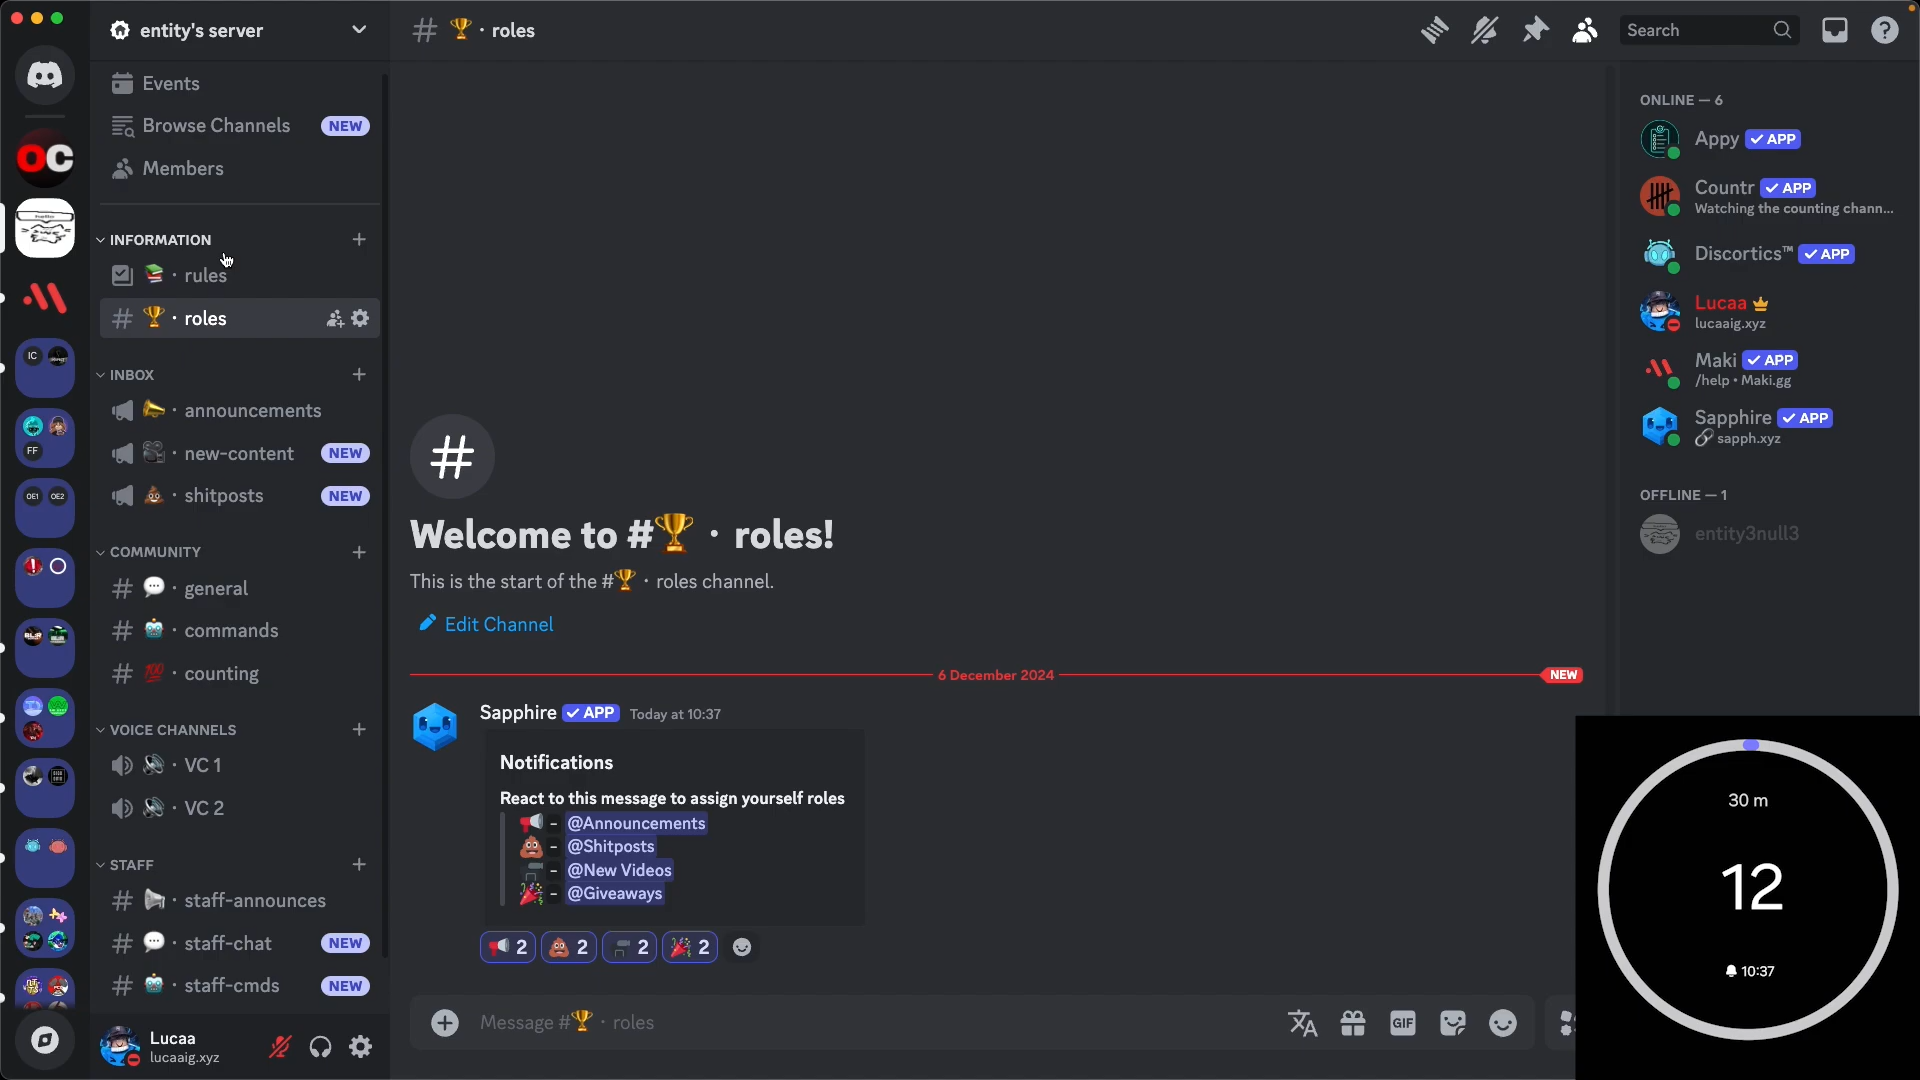 entity's server
Events
Browse Channels NEW
Members
INFORMATION
📚 · rules
# 🏆 · roles
INBOX
📣 · announcements
🎥 · new-content NEW
💩 · shitposts NEW
COMMUNITY
# 💬 · general
# 🤖 · commands
# 💯 · counting
VOICE CHANNELS
🔊 · VC 1
🔊 · VC 2
STAFF
# 📢 · staff-announces
# 💬 · staff-chat NEW
# 🤖 · staff-cmds NEW
Lucaa
lucaaig.xyz
OC
IC
FF
OE1 OE2
# 🏆 · roles
Search
Welcome to #🏆 · roles!
This is the start of the #🏆 · roles channel.
Edit Channel
6 December 2024 NEW
Sapphire ✓ APP Today at 10:37
Notifications
React to this message to assign yourself roles
📢 - @Announcements
💩 - @Shitposts
- @New Videos
🎉 - @Giveaways
📢 2 💩 2 2 🎉 2
Message #🏆 · roles
GIF
ONLINE — 6
Appy ✓ APP
Countr ✓ APP
Watching the counting chann...
Discortics™ ✓ APP
Lucaa
lucaaig.xyz
Maki ✓ APP
/help • Maki.gg
Sapphire ✓ APP
🔗 sapph.xyz
OFFLINE — 1
entity3null3
30 m
12
10:37